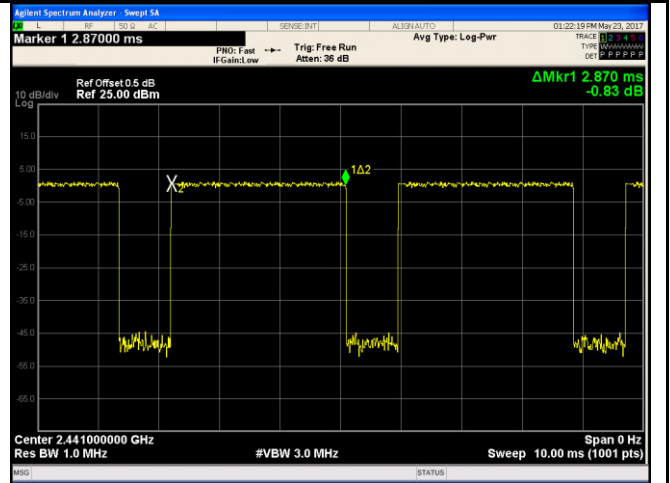 Agilent Spectrum Analyzer - Swept SA
L RF 50 Ω AC SENSE:INT ALIGN AUTO 01:22:19 PM May 23, 2017
Marker 1 2.87000 ms
PNO: Fast
IFGain:Low
Trig: Free Run
Atten: 36 dB
Avg Type: Log-Pwr
TRACE 1 2 3 4 5 6
TYPE WWWWWW
DET P P P P P P
ΔMkr1 2.870 ms
-0.83 dB
Ref Offset 0.5 dB
10 dB/div Ref 25.00 dBm
Log
15.0
5.00
-5.00
-15.0
-25.0
-35.0
-45.0
-55.0
-65.0
X2
1Δ2
Center 2.441000000 GHz Span 0 Hz
Res BW 1.0 MHz #VBW 3.0 MHz Sweep 10.00 ms (1001 pts)
MSG STATUS